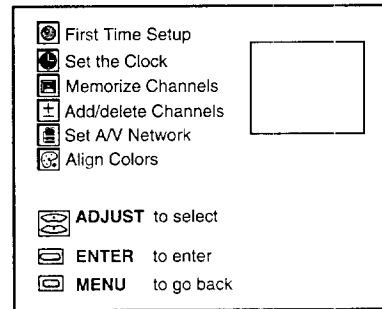 First Time Setup
Set the Clock
Memorize Channels
Add/delete Channels
Set A/V Network
Align Colors
ADJUST to select
ENTER to enter
MENU to go back